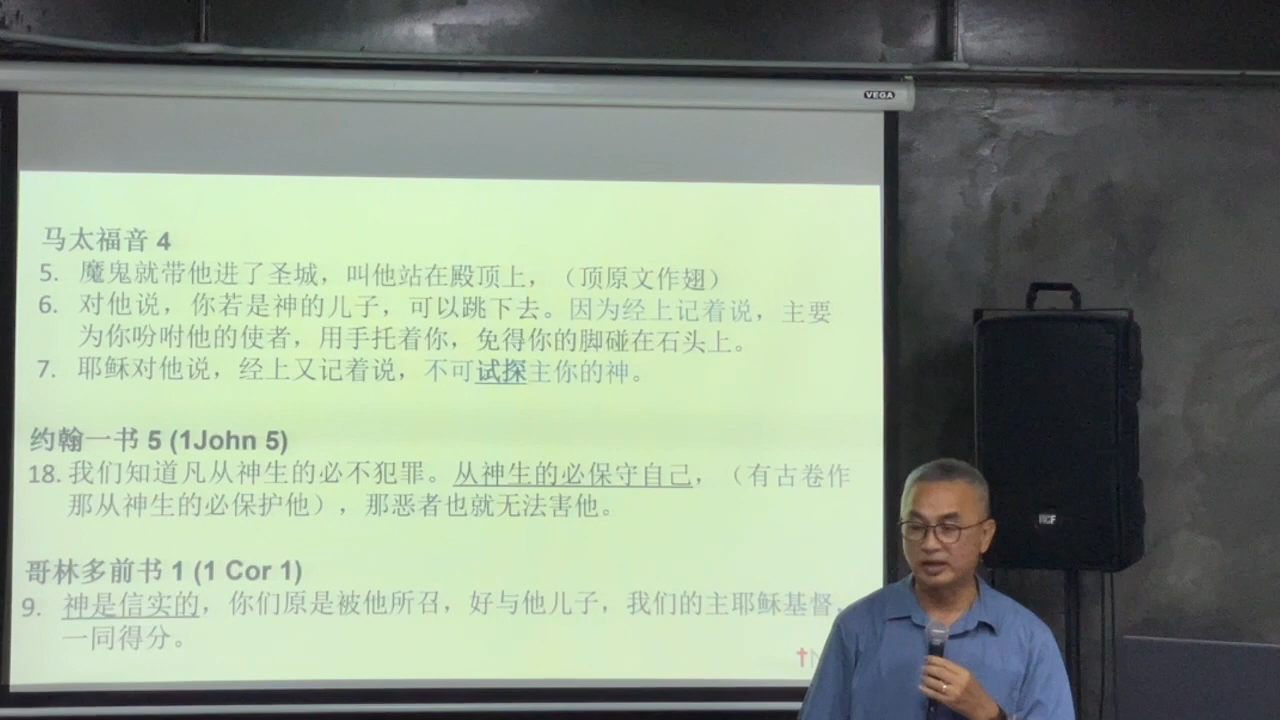 VEGA
马太福音 4
5. 魔鬼就带他进了圣城，叫他站在殿顶上，（顶原文作翅）
6. 对他说，你若是神的儿子，可以跳下去。因为经上记着说，主要
为你吩咐他的使者，用手托着你，免得你的脚碰在石头上。
7. 耶稣对他说，经上又记着说，不可试探主你的神。
约翰一书 5 (1John 5)
18. 我们知道凡从神生的必不犯罪。从神生的必保守自己，（有古卷作
那从神生的必保护他），那恶者也就无法害他。
哥林多前书 1 (1 Cor 1)
9. 神是信实的，你们原是被他所召，好与他儿子，我们的主耶稣基督，
一同得分。